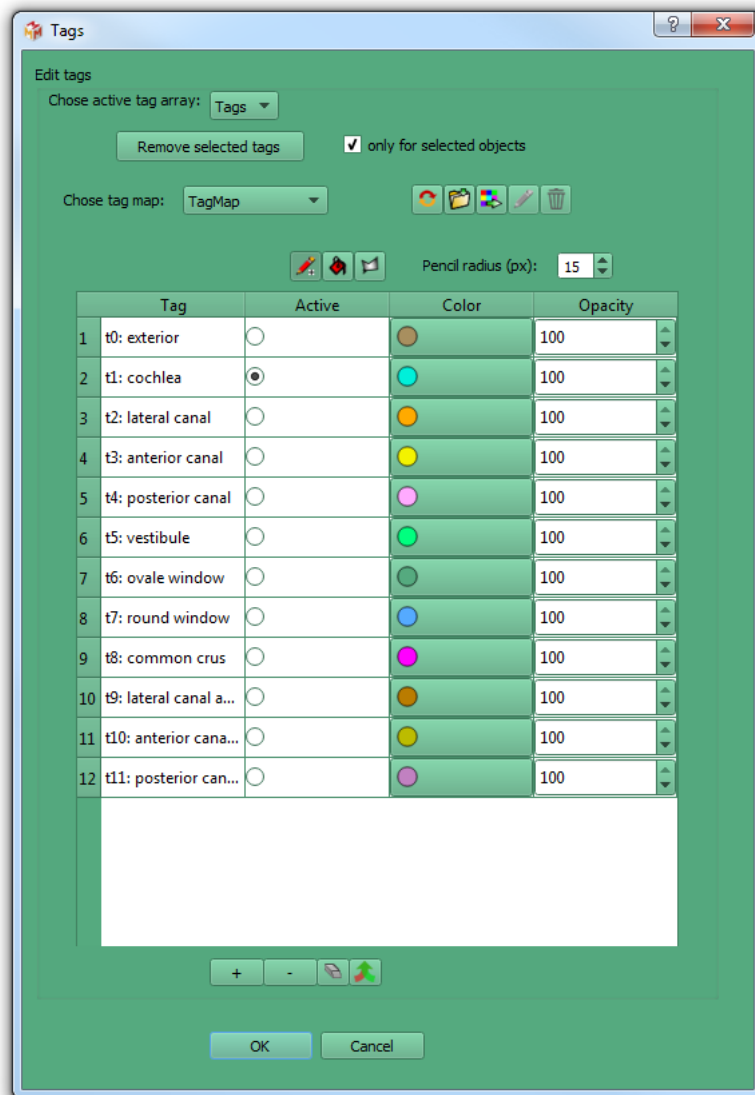 Tags
Edit tags
Chose active tag array: Tags
Remove selected tags only for selected objects
Chose tag map: TagMap
Pencil radius (px): 15
Tag Active Color Opacity
1 t0: exterior 100
2 t1: cochlea 100
3 t2: lateral canal 100
4 t3: anterior canal 100
5 t4: posterior canal 100
6 t5: vestibule 100
7 t6: ovale window 100
8 t7: round window 100
9 t8: common crus 100
10 t9: lateral canal a... 100
11 t10: anterior cana... 100
12 t11: posterior can... 100
+ -
OK Cancel